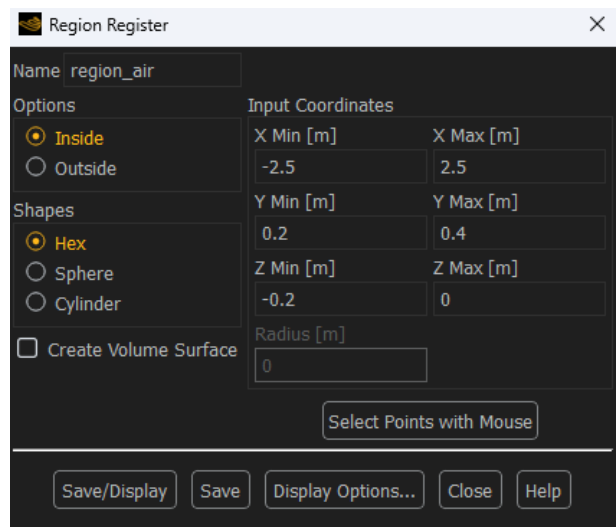 Region Register
Name region_air
Options
Inside
Outside
Shapes
Hex
Sphere
Cylinder
Create Volume Surface
Input Coordinates
X Min [m] X Max [m]
-2.5 2.5
Y Min [m] Y Max [m]
0.2 0.4
Z Min [m] Z Max [m]
-0.2 0
Radius [m]
0
Select Points with Mouse
Save/Display Save Display Options... Close Help